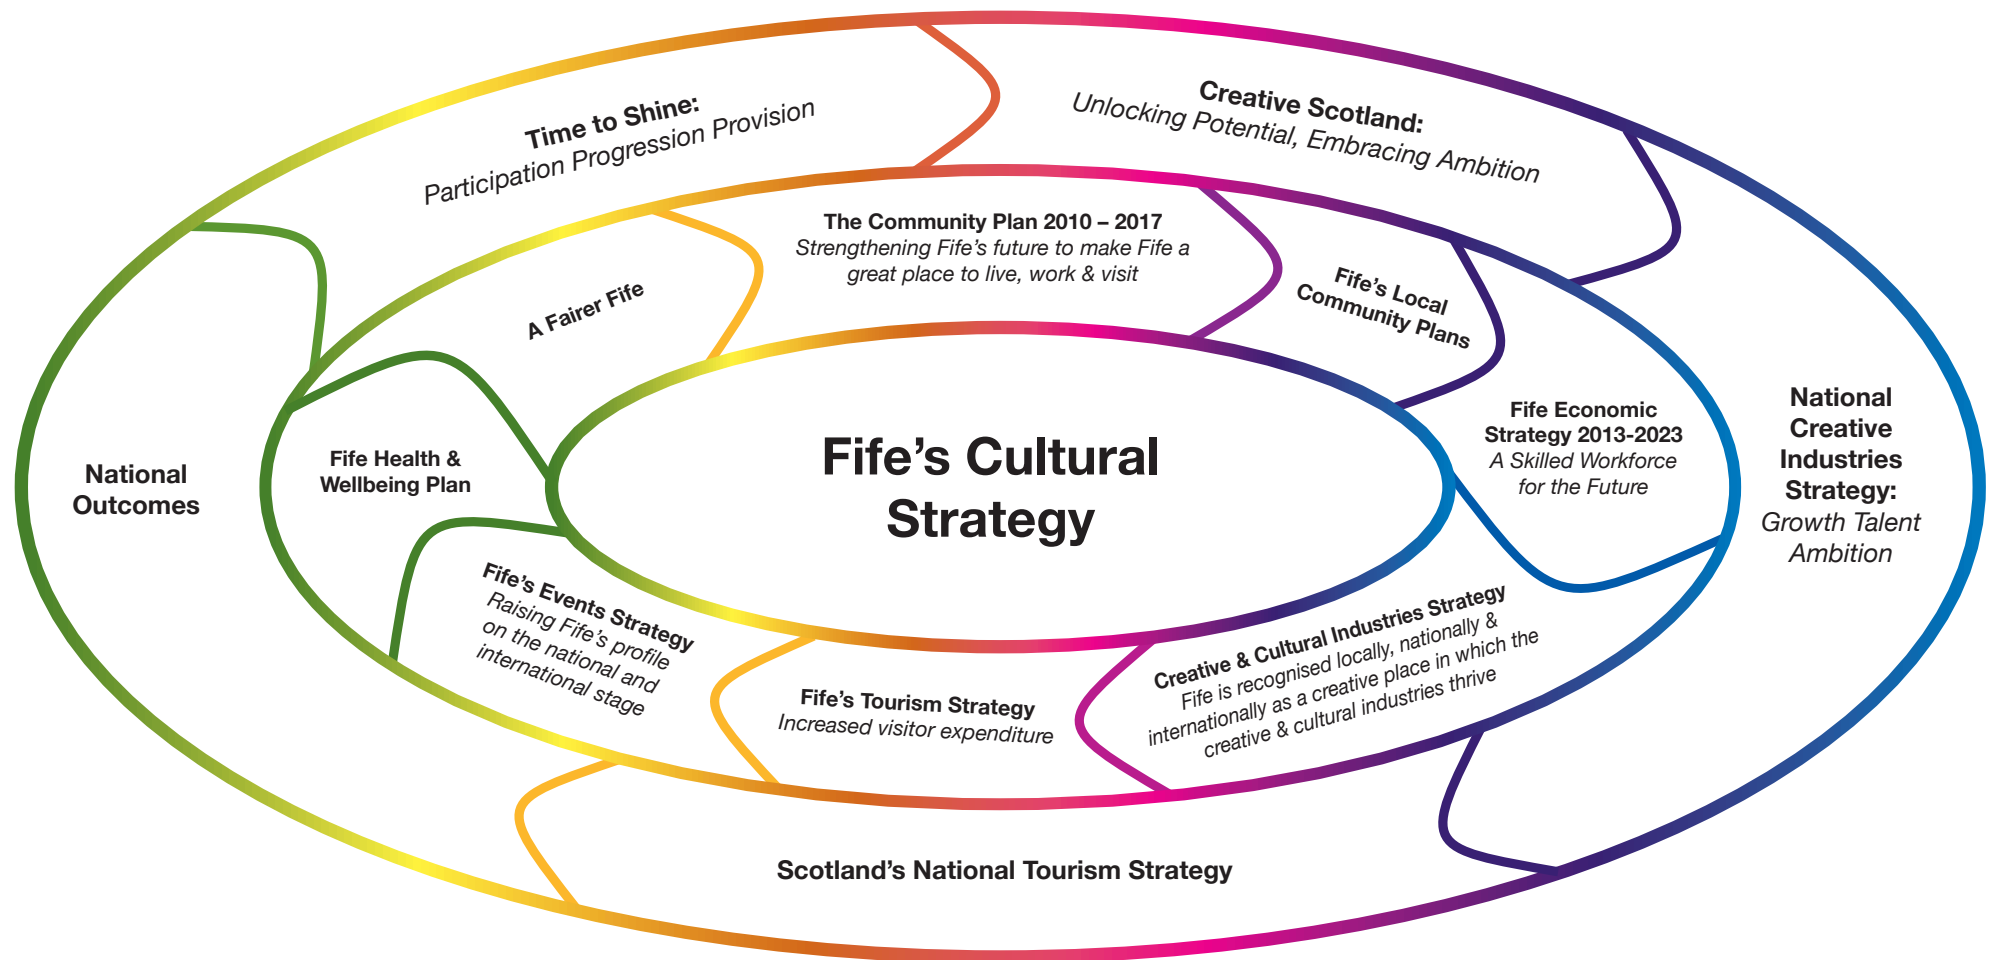 Time to Shine:
Participation Progression Provision
Creative Scotland:
Unlocking Potential, Embracing Ambition
The Community Plan 2010 – 2017
Strengthening Fife’s future to make Fife a
great place to live, work & visit
A Fairer Fife
Fife’s Local
Community Plans
National
Outcomes
Fife Health &
Wellbeing Plan
Fife’s Cultural
Strategy
Fife Economic
Strategy 2013-2023
A Skilled Workforce
for the Future
National
Creative
Industries
Strategy:
Growth Talent
Ambition
Fife’s Events Strategy
Raising Fife’s profile
on the national and
international stage
Fife’s Tourism Strategy
Increased visitor expenditure
Creative & Cultural Industries Strategy
Fife is recognised locally, nationally &
internationally as a creative place in which the
creative & cultural industries thrive
Scotland’s National Tourism Strategy